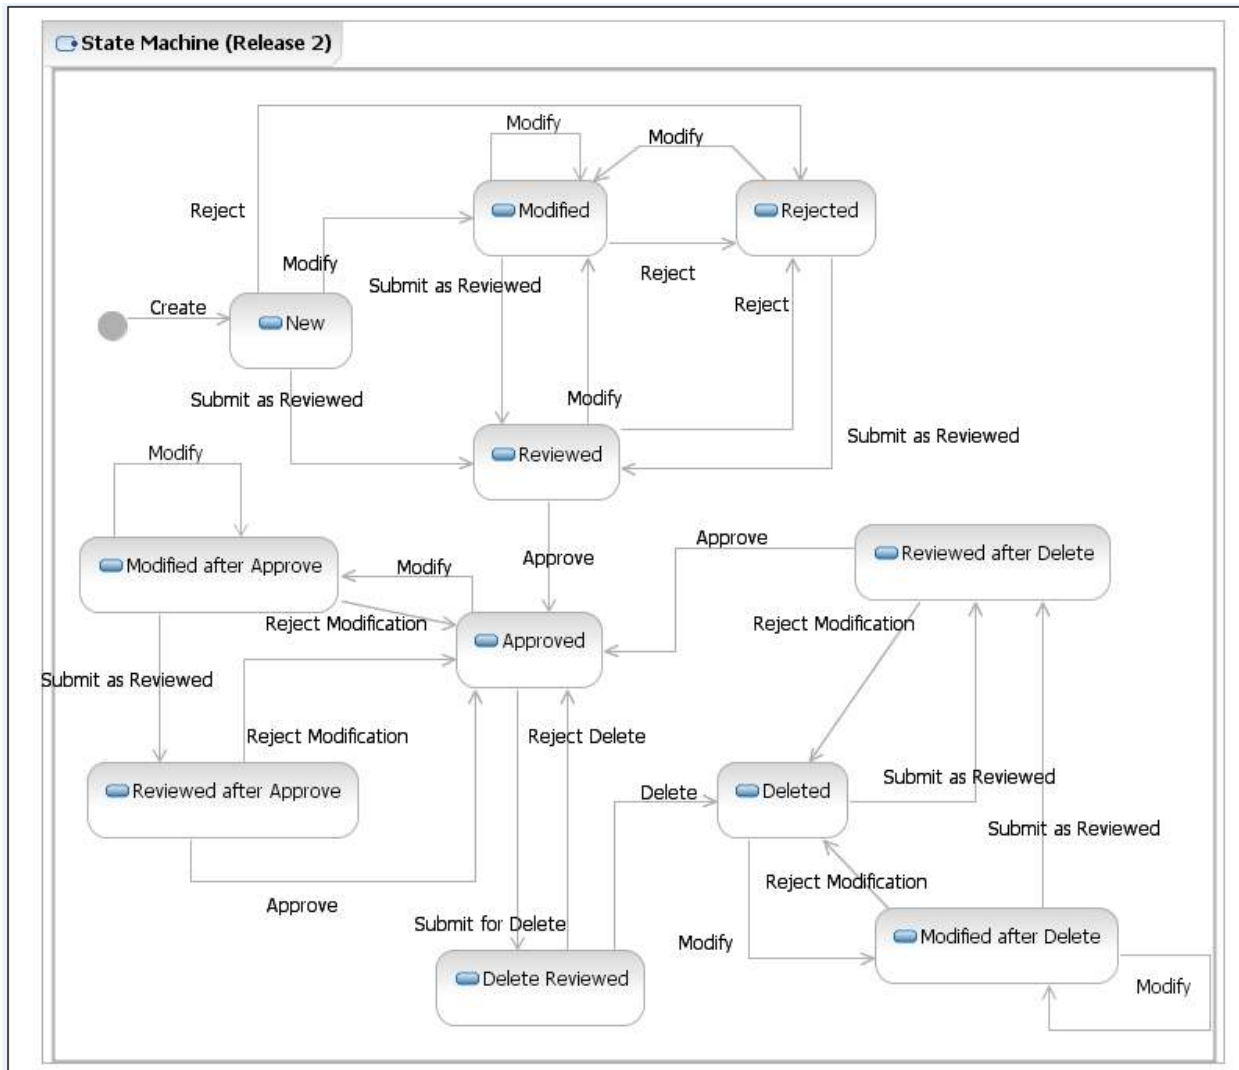 State Machine (Release 2)
Modify
Modify
Reject
Modified
Rejected
Modify
Reject
Submit as Reviewed
Reject
Create
New
Submit as Reviewed
Modify
Submit as Reviewed
Modify
Reviewed
Approve
Approve
Reviewed after Delete
Modified after Approve
Modify
Reject Modification
Reject Modification
Approved
Submit as Reviewed
Reject Modification
Reject Delete
Reviewed after Approve
Delete
Deleted
Submit as Reviewed
Submit as Reviewed
Reject Modification
Approve
Submit for Delete
Modify
Modified after Delete
Delete Reviewed
Modify